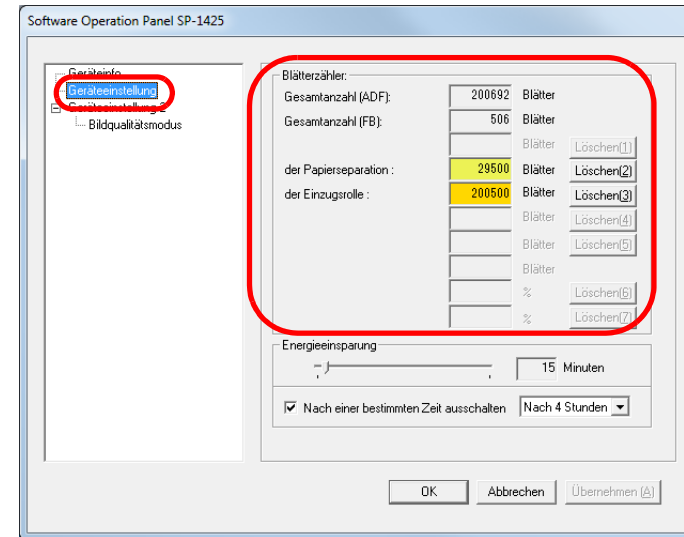 Software Operation Panel SP-1425
Geräteinfo
Geräteeinstellung
Geräteeinstellung 2
Bildqualitätsmodus
Blätterzähler:
Gesamtanzahl (ADF): 200692 Blätter
Gesamtanzahl (FB): 506 Blätter
Blätter Löschen(1)
der Papierseparation : 29500 Blätter Löschen(2)
der Einzugsrolle : 200500 Blätter Löschen(3)
Blätter Löschen(4)
Blätter Löschen(5)
Blätter
% Löschen(6)
% Löschen(7)
Energieeinsparung
15 Minuten
Nach einer bestimmten Zeit ausschalten Nach 4 Stunden
OK Abbrechen Übernehmen (A)